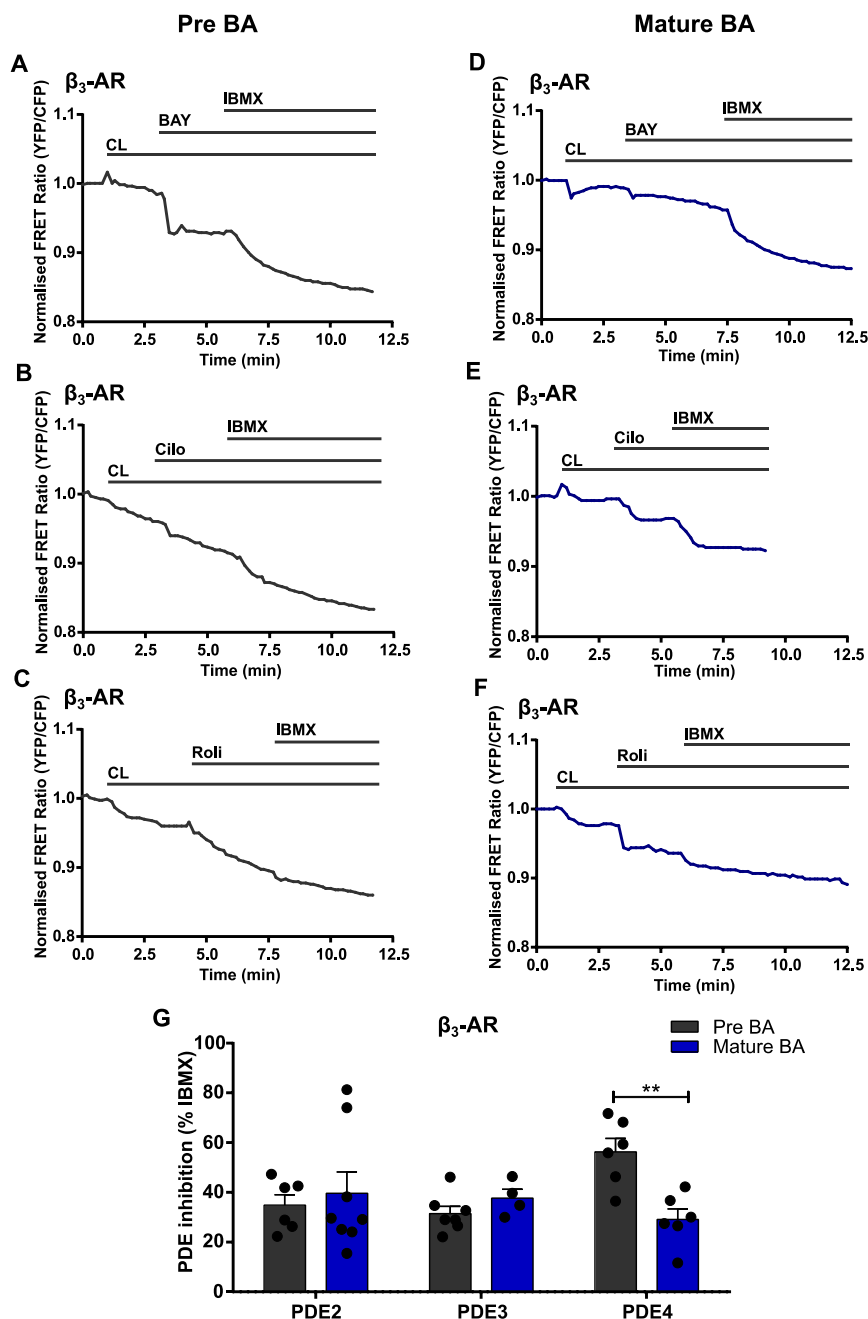 Pre BA
Mature BA
A
β₃-AR
Normalised FRET Ratio (YFP/CFP)
1.1
1.0
0.9
0.8
IBMX
BAY
CL
0.0 2.5 5.0 7.5 10.0 12.5
Time (min)
D
β₃-AR
Normalised FRET Ratio (YFP/CFP)
1.1
1.0
0.9
0.8
IBMX
BAY
CL
0.0 2.5 5.0 7.5 10.0 12.5
Time (min)
B
β₃-AR
Normalised FRET Ratio (YFP/CFP)
1.1
1.0
0.9
0.8
IBMX
Cilo
CL
0.0 2.5 5.0 7.5 10.0 12.5
Time (min)
E
β₃-AR
Normalised FRET Ratio (YFP/CFP)
1.1
1.0
0.9
0.8
IBMX
Cilo
CL
0.0 2.5 5.0 7.5 10.0 12.5
Time (min)
C
β₃-AR
Normalised FRET Ratio (YFP/CFP)
1.1
1.0
0.9
0.8
IBMX
Roli
CL
0.0 2.5 5.0 7.5 10.0 12.5
Time (min)
F
β₃-AR
Normalised FRET Ratio (YFP/CFP)
1.1
1.0
0.9
0.8
IBMX
Roli
CL
0.0 2.5 5.0 7.5 10.0 12.5
Time (min)
G
β₃-AR
Pre BA
Mature BA
PDE inhibition (% IBMX)
100
80
60
40
20
0
**
PDE2 PDE3 PDE4